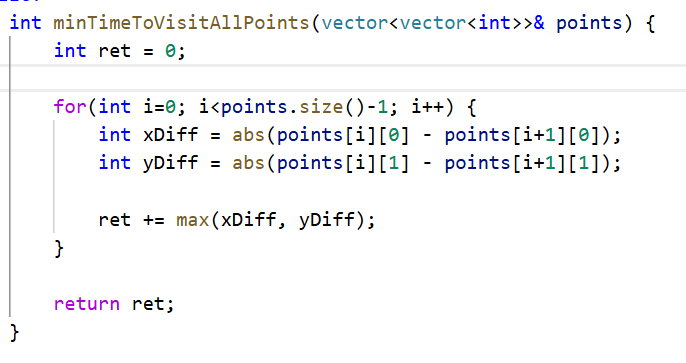 int minTimeToVisitAllPoints(vector<vector<int>>& points) {
    int ret = 0;
    for(int i=0; i<points.size()-1; i++) {
        int xDiff = abs(points[i][0] - points[i+1][0]);
        int yDiff = abs(points[i][1] - points[i+1][1]);
        ret += max(xDiff, yDiff);
    }
    return ret;
}